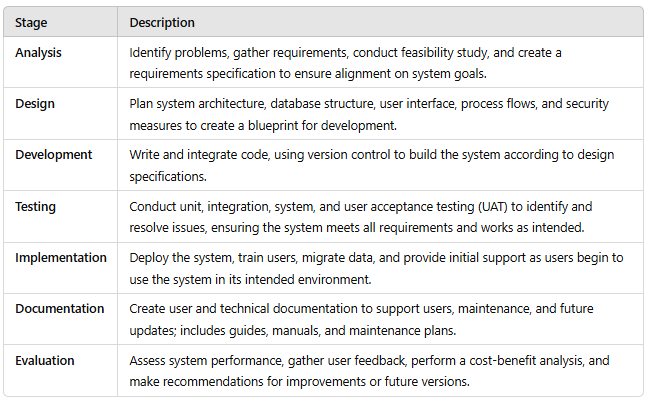 Stage Description
Analysis Identify problems, gather requirements, conduct feasibility study, and create a
requirements specification to ensure alignment on system goals.
Design Plan system architecture, database structure, user interface, process flows, and security
measures to create a blueprint for development.
Development Write and integrate code, using version control to build the system according to design
specifications.
Testing Conduct unit, integration, system, and user acceptance testing (UAT) to identify and
resolve issues, ensuring the system meets all requirements and works as intended.
Implementation Deploy the system, train users, migrate data, and provide initial support as users begin to
use the system in its intended environment.
Documentation Create user and technical documentation to support users, maintenance, and future
updates; includes guides, manuals, and maintenance plans.
Evaluation Assess system performance, gather user feedback, perform a cost-benefit analysis, and
make recommendations for improvements or future versions.